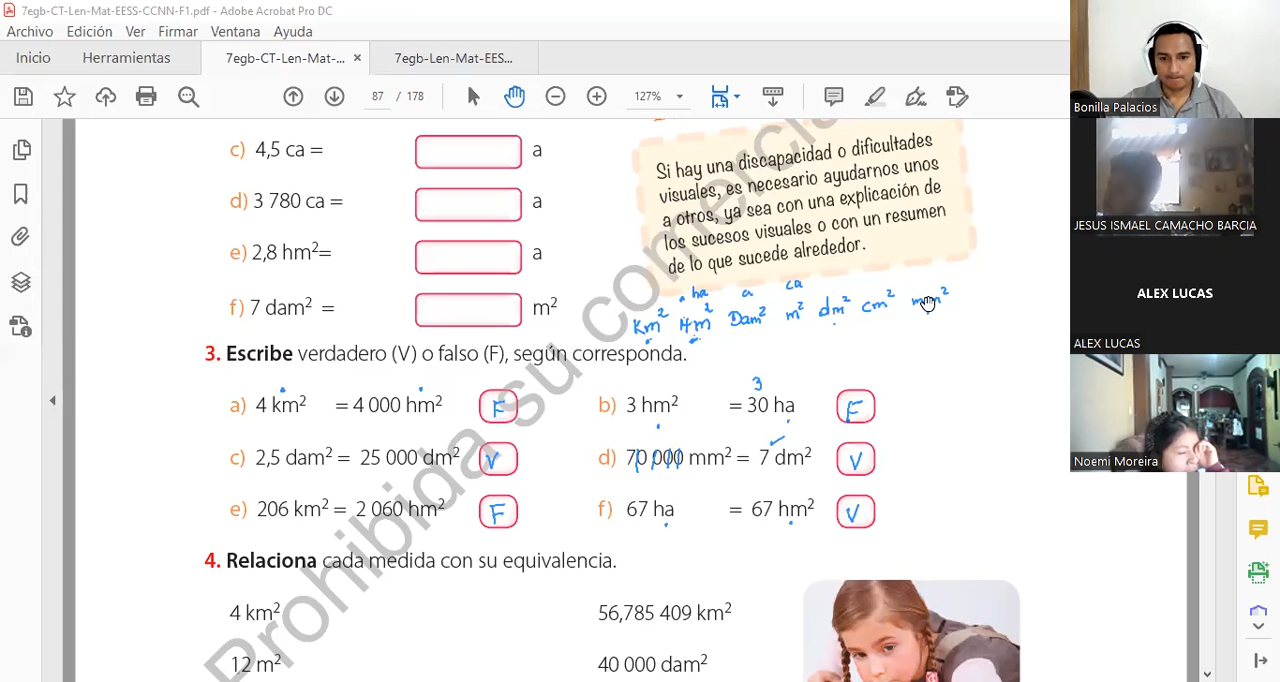 7egb-CT-Len-Mat-EESS-CCNN-F1.pdf - Adobe Acrobat Pro DC
Archivo Edición Ver Firmar Ventana Ayuda
Inicio Herramientas 7egb-CT-Len-Mat-... × 7egb-Len-Mat-EES...
87 / 178 127%
c) 4,5 ca = a
d) 3 780 ca = a
e) 2,8 hm²= a
f) 7 dam² = m²
Si hay una discapacidad o dificultades
visuales, es necesario ayudarnos unos
a otros, ya sea con una explicación de
los sucesos visuales o con un resumen
de lo que sucede alrededor.
ha a ca
Km² Hm² Dam² m² dm² cm² mm²
3. Escribe verdadero (V) o falso (F), según corresponda.
3
a) 4 km² = 4 000 hm² F b) 3 hm² = 30 ha F
c) 2,5 dam² = 25 000 dm² V d) 70 000 mm² = 7 dm² V
e) 206 km² = 2 060 hm² F f) 67 ha = 67 hm² V
4. Relaciona cada medida con su equivalencia.
4 km² 56,785 409 km²
12 m² 40 000 dam²
Prohibida su comercia
Bonilla Palacios
JESUS ISMAEL CAMACHO BARCIA
ALEX LUCAS
ALEX LUCAS
Noemi Moreira